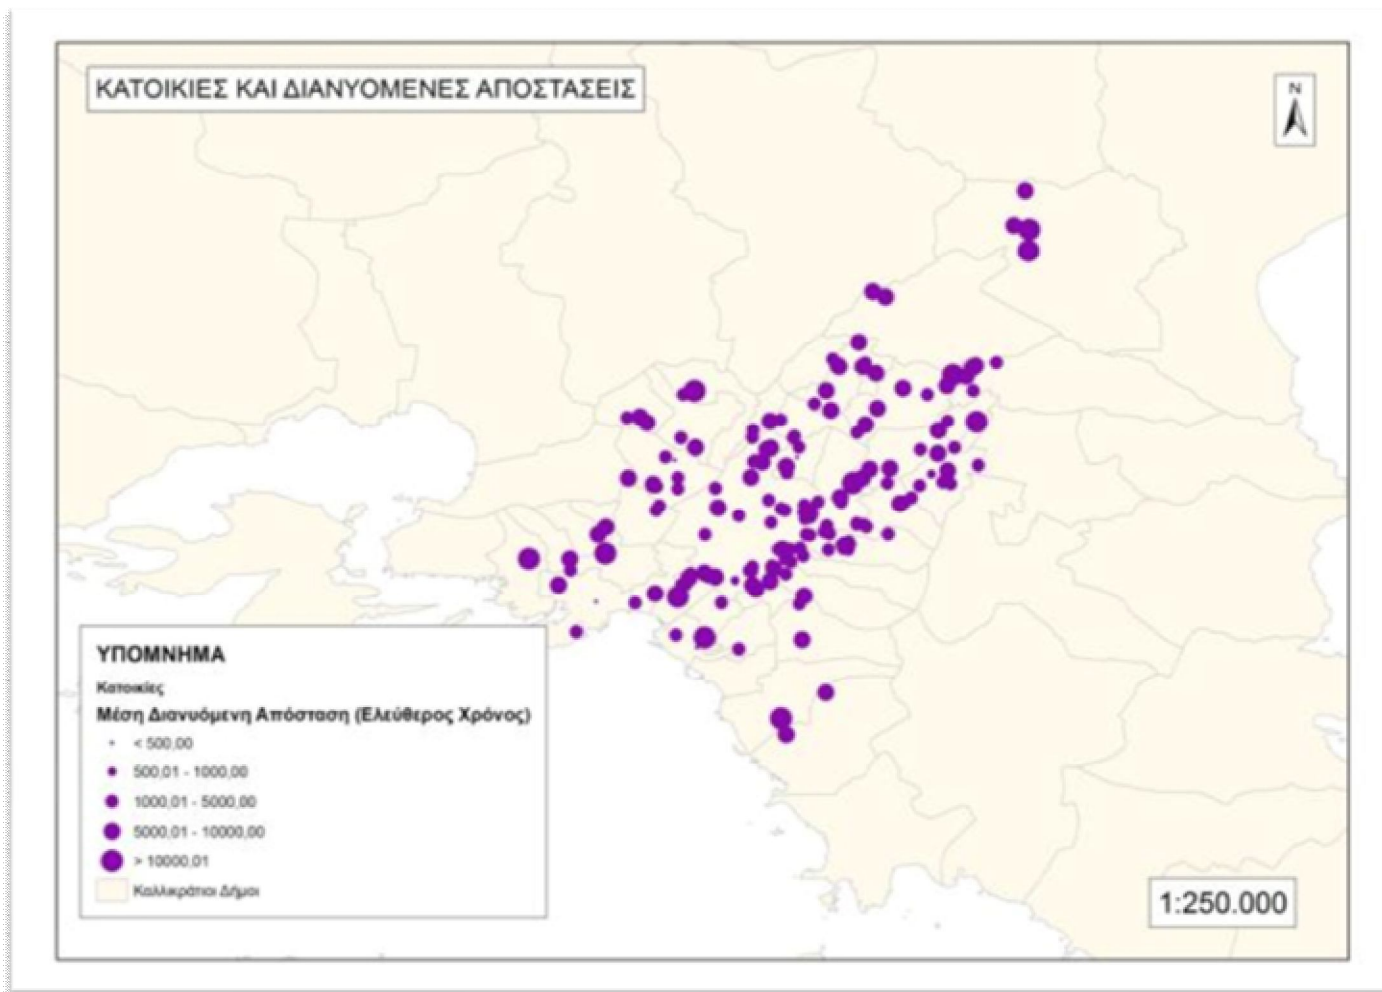 ΚΑΤΟΙΚΙΕΣ ΚΑΙ ΔΙΑΝΥΟΜΕΝΕΣ ΑΠΟΣΤΑΣΕΙΣ
N
ΥΠΟΜΝΗΜΑ
Κατοικίες
Μέση Διανυόμενη Απόσταση (Ελεύθερος Χρόνος)
< 500,00
500,01 - 1000,00
1000,01 - 5000,00
5000,01 - 10000,00
> 10000,01
Καλλικράτιοι Δήμοι
1:250.000